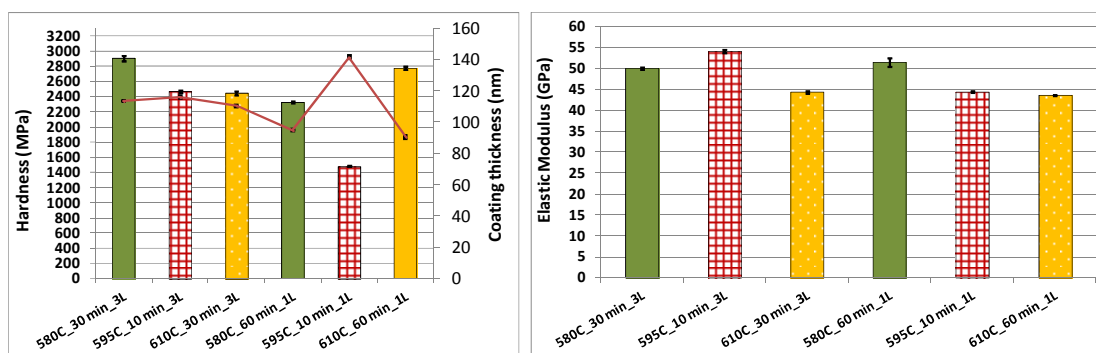 3200
3000
2800
2600
2400
2200
2000
1800
1600
1400
1200
1000
800
600
400
200
0
Hardness (MPa)
160
140
120
100
80
60
40
20
0
Coating thickness (nm)
580C_30 min_3L
595C_10 min_3L
610C_30 min_3L
580C_60 min_1L
595C_10 min_1L
610C_60 min_1L
60
55
50
45
40
35
30
25
20
15
10
5
0
Elastic Modulus (GPa)
580C_30 min_3L
595C_10 min_3L
610C_30 min_3L
580C_60 min_1L
595C_10 min_1L
610C_60 min_1L